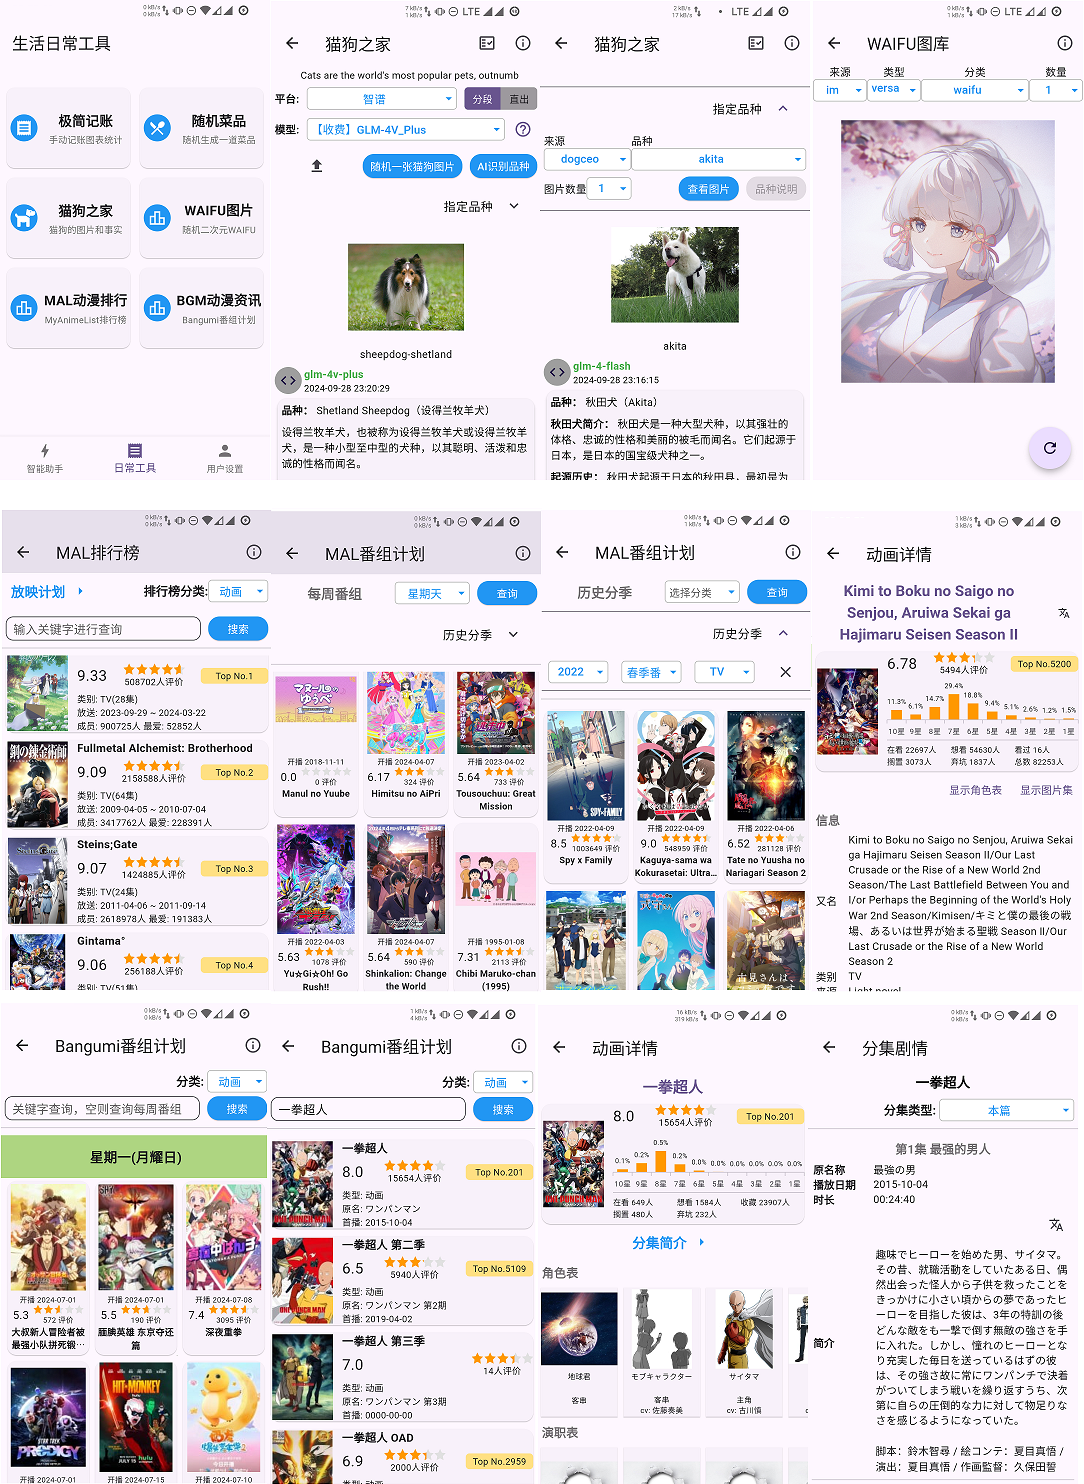 生活日常工具
极简记账
手动记账图表统计
随机菜品
随机生成一道菜品
猫狗之家
猫狗的图片和事实
WAIFU图片
随机二次元WAIFU
MAL动漫排行
MyAnimeList排行榜
BGM动漫资讯
Bangumi番组计划
智能助手
日常工具
用户设置
LTE
猫狗之家
Cats are the world's most popular pets, outnumb
平台:
智谱
分段
直出
模型:
【收费】GLM-4V_Plus
随机一张猫狗图片
AI识别品种
指定品种
sheepdog-shetland
glm-4v-plus
2024-09-28 23:20:29
品种： Shetland Sheepdog（设得兰牧羊犬）
设得兰牧羊犬，也被称为设得兰牧羊犬或设得兰牧羊
犬，是一种小型至中型的犬种，以其聪明、活泼和忠
诚的性格而闻名。
LTE
猫狗之家
指定品种
来源
品种
dogceo
akita
图片数量
1
查看图片
品种说明
akita
glm-4-flash
2024-09-28 23:16:15
品种： 秋田犬（Akita）
秋田犬简介： 秋田犬是一种大型犬种，以其强壮的
体格、忠诚的性格和美丽的被毛而闻名。它们起源于
日本，是日本的国宝级犬种之一。
起源历史： 秋田犬起源于日本的秋田县，最初是为
LTE
WAIFU图库
来源
类型
分类
数量
im
versa
waifu
1
MAL排行榜
放映计划
排行榜分类:
动画
输入关键字进行查询
搜索
9.33
508702人评价
Top No.1
类别: TV(28集)
放送: 2023-09-29 ~ 2024-03-22
成员: 900725人 最爱: 52852人
Fullmetal Alchemist: Brotherhood
9.09
2158588人评价
Top No.2
类别: TV(64集)
放送: 2009-04-05 ~ 2010-07-04
成员: 3417762人 最爱: 228391人
Steins;Gate
9.07
1424885人评价
Top No.3
类别: TV(24集)
放送: 2011-04-06 ~ 2011-09-14
成员: 2618978人 最爱: 191383人
Gintama°
9.06
256188人评价
Top No.4
类别: TV(51集)
MAL番组计划
每周番组
星期天
查询
历史分季
开播 2018-11-11
0.0
0 评价
Manul no Yuube
开播 2024-04-07
6.17
324 评价
Himitsu no AiPri
开播 2023-04-02
5.64
733 评价
Tousouchuu: Great
Mission
开播 2022-04-03
5.63
1078 评价
Yu☆Gi☆Oh! Go
Rush!!
开播 2024-04-07
5.64
590 评价
Shinkalion: Change
the World
开播 1995-01-08
7.31
2113 评价
Chibi Maruko-chan
(1995)
MAL番组计划
历史分季
选择分类
查询
历史分季
2022
春季番
TV
SPY×FAMILY
开播 2022-04-09
8.5
1003649 评价
Spy x Family
开播 2022-04-09
9.0
548959 评价
Kaguya-sama wa
Kokurasetai: Ultra...
开播 2022-04-06
6.52
281128 评价
Tate no Yuusha no
Nariagari Season 2
动画详情
Kimi to Boku no Saigo no
Senjou, Aruiwa Sekai ga
Hajimaru Seisen Season II
6.78
5494人评价
Top No.5200
11.3%
6.1%
14.7%
29.4%
18.8%
9.4%
5.1%
2.6%
1.2%
1.5%
10星 9星 8星 7星 6星 5星 4星 3星 2星 1星
在看 22697人
想看 54630人
看过 16人
搁置 3073人
弃坑 1837人
总数 82253人
显示角色表
显示图片集
信息
又名
Kimi to Boku no Saigo no Senjou, Aruiwa Sekai
ga Hajimaru Seisen Season II/Our Last
Crusade or the Rise of a New World 2nd
Season/The Last Battlefield Between You and
I/or Perhaps the Beginning of the World's Holy
War 2nd Season/Kimisen/キミと僕の最後の戦
場、あるいは世界が始まる聖戦 Season II/Our
Last Crusade or the Rise of a New World
Season 2
类别
TV
来源
Light novel
Bangumi番组计划
分类:
动画
关键字查询，空则查询每周番组
搜索
星期一(月耀日)
开播 2024-07-01
5.3
572 评价
大叔新人冒险者被
最强小队拼死锻…
开播 2024-07-01
5.5
190 评价
腼腆英雄 东京夺还
篇
开播 2024-07-08
7.4
3095 评价
深夜重拳
STAR TREK
PRODIGY
开播 2024-07-01
HIT-MONKEY
JULY 15
hulu
开播 2024-07-15
开播 2024-07-10
Bangumi番组计划
分类:
动画
一拳超人
搜索
一拳超人
8.0
15654人评价
Top No.201
类型: 动画
原名: ワンパンマン
首播: 2015-10-04
一拳超人 第二季
6.5
5940人评价
Top No.5109
类型: 动画
原名: ワンパンマン 第2期
首播: 2019-04-02
一拳超人 第三季
7.0
14人评价
类型: 动画
原名: ワンパンマン 第3期
首播: 0000-00-00
一拳超人 OAD
6.9
2000人评价
Top No.2959
类型: 动画
动画详情
一拳超人
8.0
15654人评价
Top No.201
0.1%
0.2%
0.5%
0.2%
0.0%
0.0%
0.0%
0.0%
0.0%
0.0%
10星 9星 8星 7星 6星 5星 4星 3星 2星 1星
在看 649人
想看 1584人
收藏 23907人
搁置 480人
弃坑 232人
分集简介
角色表
地球君
客串
モブキャラクター
客串
cv: 佐藤奏美
サイタマ
主角
cv: 古川慎
演职表
分集剧情
一拳超人
分集类型:
本篇
第1集 最强的男人
原名称
最強の男
播放日期
2015-10-04
时长
00:24:40
简介
趣味でヒーローを始めた男、サイタマ。
その昔、就職活動をしていたある日、偶
然出会った怪人から子供を救ったことを
きっかけに小さい頃からの夢であったヒ
ーローを目指した彼は、3年の特訓の後
どんな敵をも一撃で倒す無敵の強さを手
に入れた。しかし、憧れのヒーローとな
り充実した毎日を送っているはずの彼
は、その強さ故に常にワンパンチで決着
がついてしまう戦いを繰り返すうち、次
第に自らの圧倒的な力に対して物足りな
さを感じるようになっていた。
脚本：鈴木智尋 / 絵コンテ：夏目真悟 /
演出：夏目真悟 / 作画監督：久保田誓